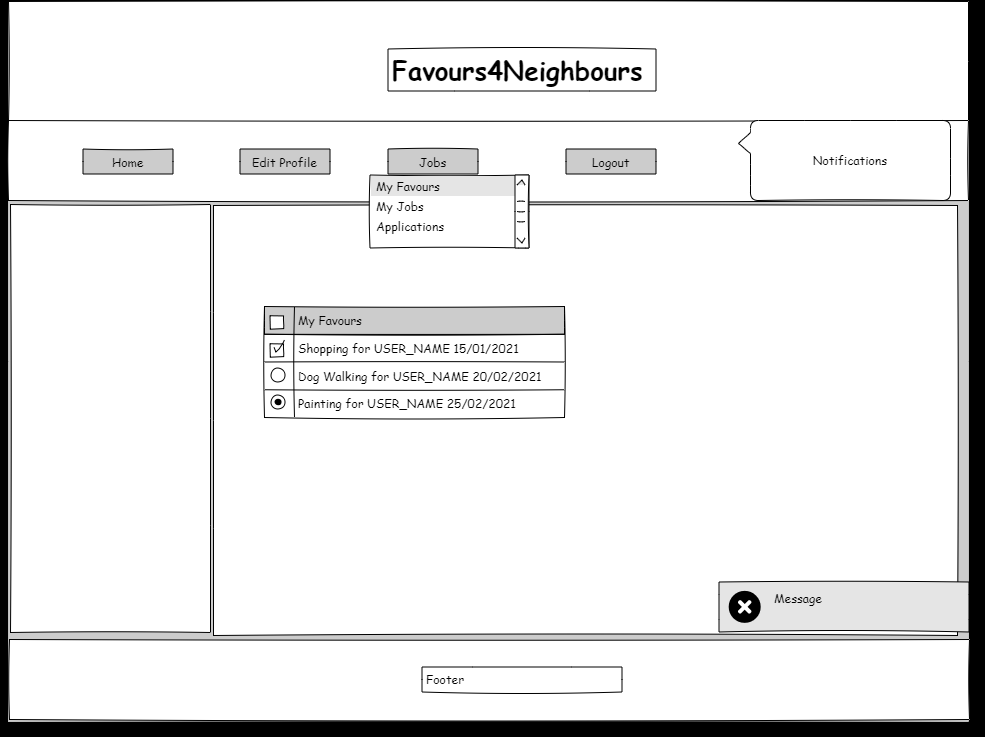 Favours4Neighbours
Home
Edit Profile
Jobs
Logout
Notifications
My Favours
My Jobs
Applications
My Favours
Shopping for USER_NAME 15/01/2021
Dog Walking for USER_NAME 20/02/2021
Painting for USER_NAME 25/02/2021
Message
Footer